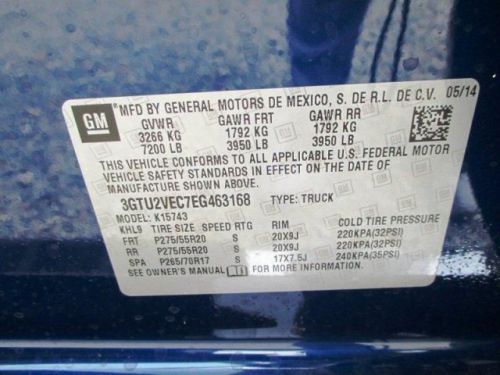 GM
MFD BY GENERAL MOTORS DE MEXICO, S. DE R.L. DE C.V. 05/14
GVWR GAWR FRT GAWR RR
3266 KG 1792 KG 1792 KG
7200 LB 3950 LB 3950 LB
THIS VEHICLE CONFORMS TO ALL APPLICABLE U.S. FEDERAL MOTOR
VEHICLE SAFETY STANDARDS IN EFFECT ON THE DATE OF
MANUFACTURE SHOWN ABOVE.
3GTU2VEC7EG463168 TYPE: TRUCK
MODEL: K15743
KHLS TIRE SIZE SPEED RTG RIM COLD TIRE PRESSURE
FRT P275/55R20 S 20X9J 220KPA(32PSI)
RR P275/55R20 S 20X9J 220KPA(32PSI)
SPA P265/70R17 S 17X7.5J 240KPA(35PSI)
SEE OWNER'S MANUAL FOR MORE INFORMATION.